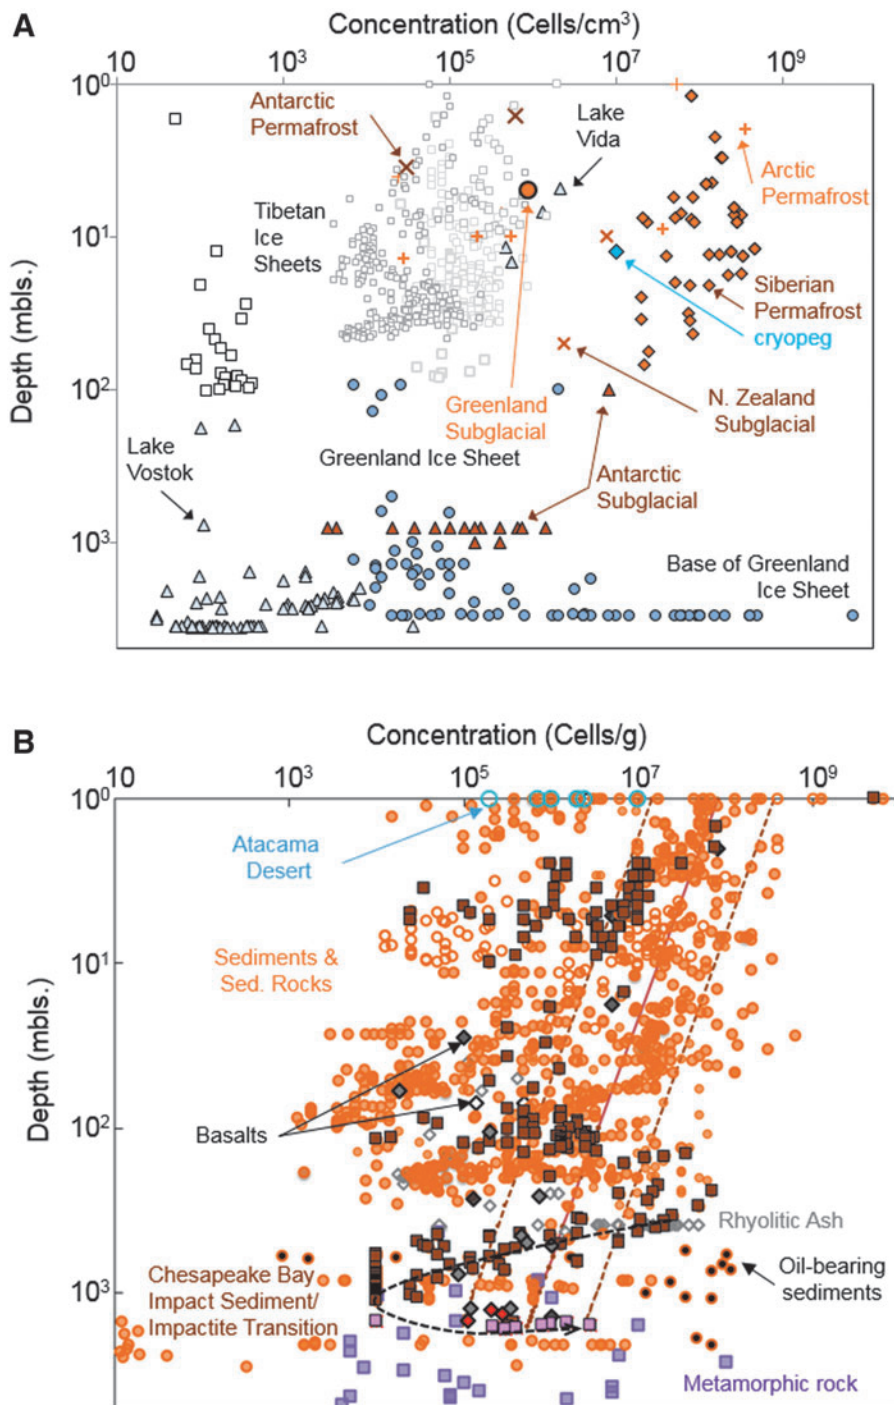 A
Concentration (Cells/cm³)
10
10³
10⁵
10⁷
10⁹
10⁰
10¹
10²
10³
Depth (mbls.)
Antarctic
Permafrost
Lake
Vida
Arctic
Permafrost
Tibetan
Ice
Sheets
Siberian
Permafrost
cryopeg
Greenland
Subglacial
N. Zealand
Subglacial
Lake
Vostok
Greenland Ice Sheet
Antarctic
Subglacial
Base of Greenland
Ice Sheet
B
Concentration (Cells/g)
10
10³
10⁵
10⁷
10⁹
10⁰
10¹
10²
10³
Depth (mbls.)
Atacama
Desert
Sediments &
Sed. Rocks
Basalts
Rhyolitic Ash
Chesapeake Bay
Impact Sediment/
Impactite Transition
Oil-bearing
sediments
Metamorphic rock